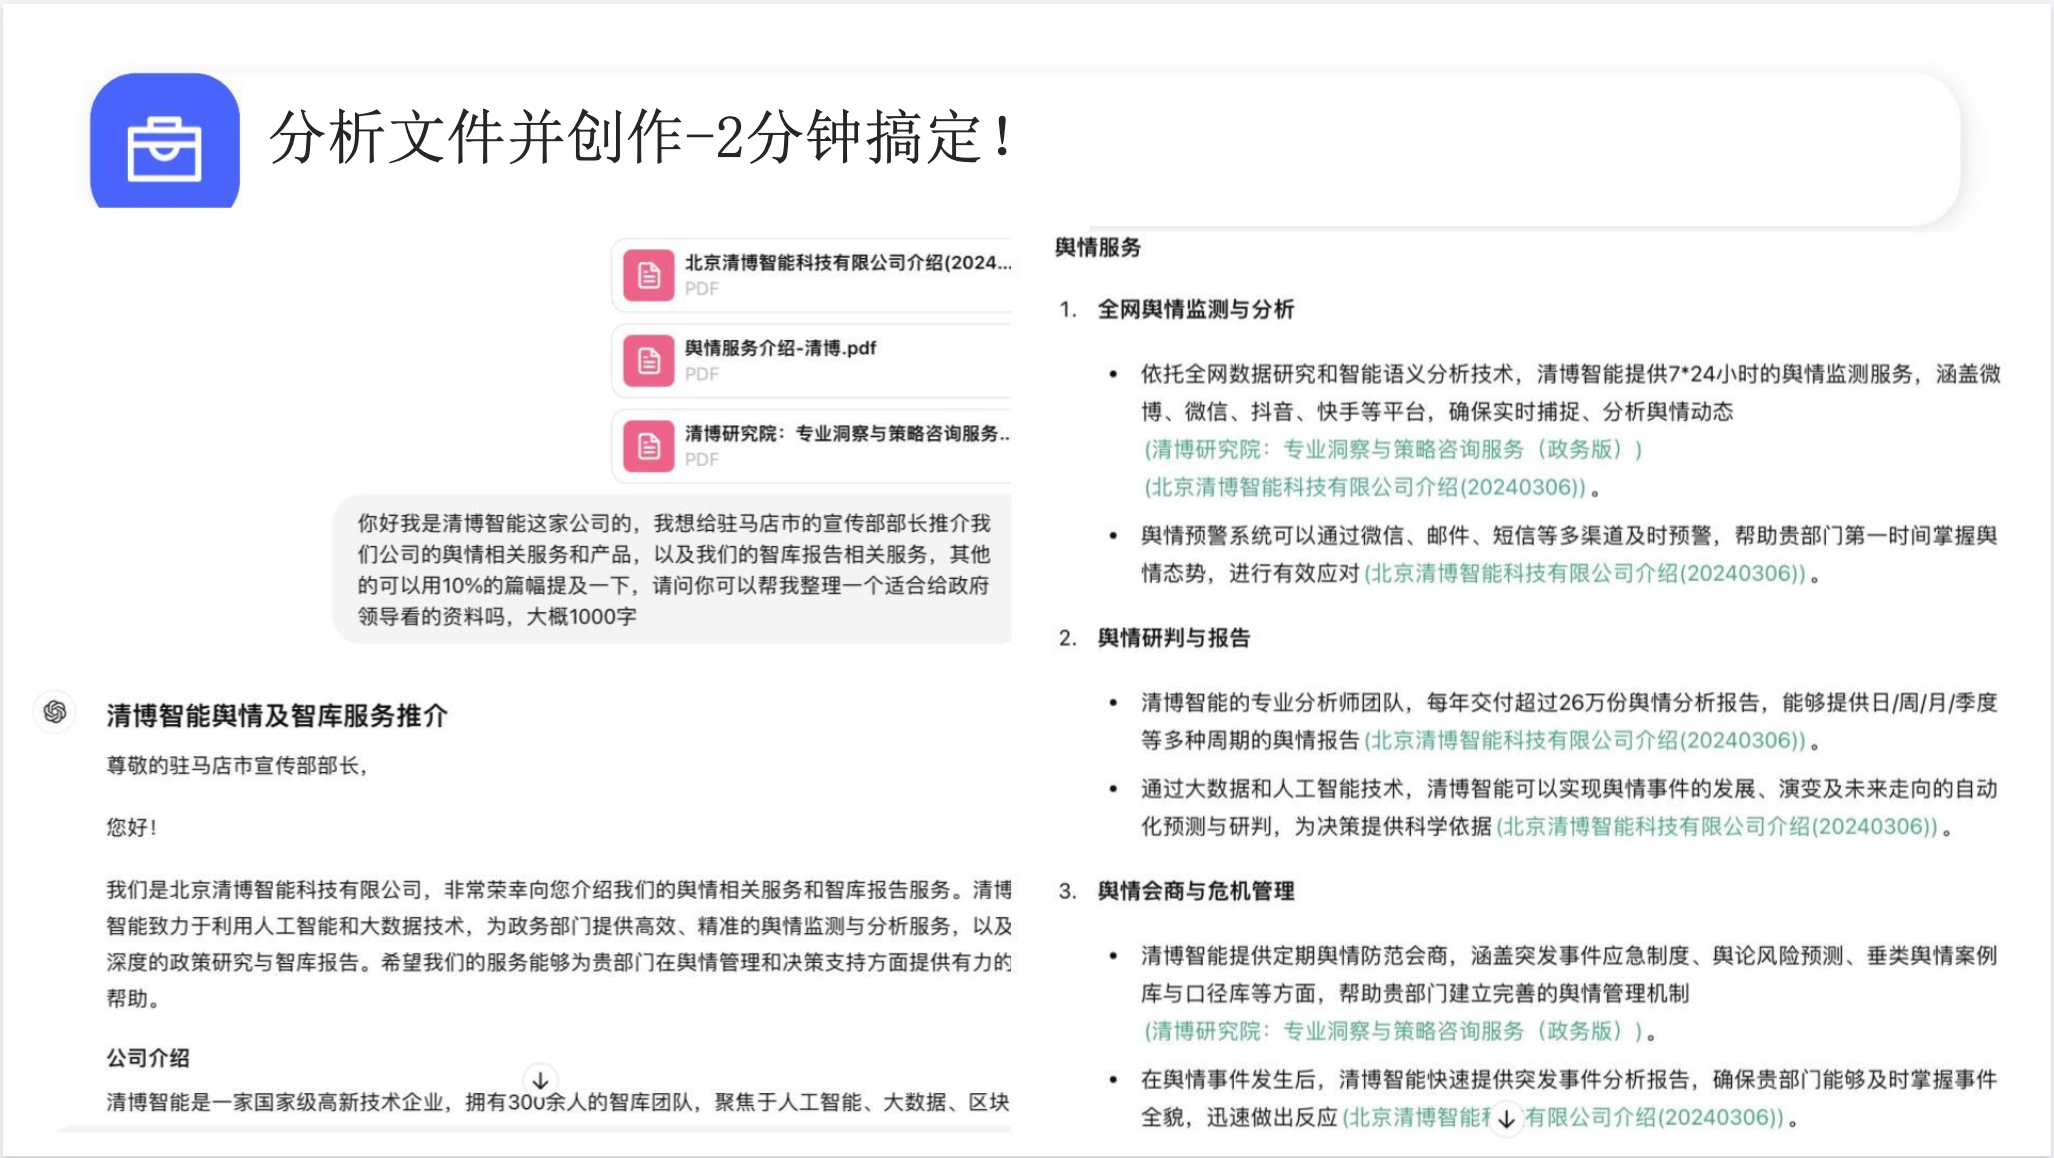 分析文件并创作-2分钟搞定！
北京清博智能科技有限公司介绍(2024...
PDF
舆情服务介绍-清博.pdf
PDF
清博研究院：专业洞察与策略咨询服务..
PDF
你好我是清博智能这家公司的，我想给驻马店市的宣传部部长推介我
们公司的舆情相关服务和产品，以及我们的智库报告相关服务，其他
的可以用10%的篇幅提及一下，请问你可以帮我整理一个适合给政府
领导看的资料吗，大概1000字
清博智能舆情及智库服务推介
尊敬的驻马店市宣传部部长，
您好！
我们是北京清博智能科技有限公司，非常荣幸向您介绍我们的舆情相关服务和智库报告服务。清博
智能致力于利用人工智能和大数据技术，为政务部门提供高效、精准的舆情监测与分析服务，以及
深度的政策研究与智库报告。希望我们的服务能够为贵部门在舆情管理和决策支持方面提供有力的
帮助。
公司介绍
清博智能是一家国家级高新技术企业，拥有300余人的智库团队，聚焦于人工智能、大数据、区块
舆情服务
1. 全网舆情监测与分析
• 依托全网数据研究和智能语义分析技术，清博智能提供7*24小时的舆情监测服务，涵盖微
博、微信、抖音、快手等平台，确保实时捕捉、分析舆情动态
(清博研究院：专业洞察与策略咨询服务（政务版）)
(北京清博智能科技有限公司介绍(20240306))。
• 舆情预警系统可以通过微信、邮件、短信等多渠道及时预警，帮助贵部门第一时间掌握舆
情态势，进行有效应对(北京清博智能科技有限公司介绍(20240306))。
2. 舆情研判与报告
• 清博智能的专业分析师团队，每年交付超过26万份舆情分析报告，能够提供日/周/月/季度
等多种周期的舆情报告(北京清博智能科技有限公司介绍(20240306))。
• 通过大数据和人工智能技术，清博智能可以实现舆情事件的发展、演变及未来走向的自动
化预测与研判，为决策提供科学依据(北京清博智能科技有限公司介绍(20240306))。
3. 舆情会商与危机管理
• 清博智能提供定期舆情防范会商，涵盖突发事件应急制度、舆论风险预测、垂类舆情案例
库与口径库等方面，帮助贵部门建立完善的舆情管理机制
(清博研究院：专业洞察与策略咨询服务（政务版）)。
• 在舆情事件发生后，清博智能快速提供突发事件分析报告，确保贵部门能够及时掌握事件
全貌，迅速做出反应(北京清博智能 有限公司介绍(20240306))。